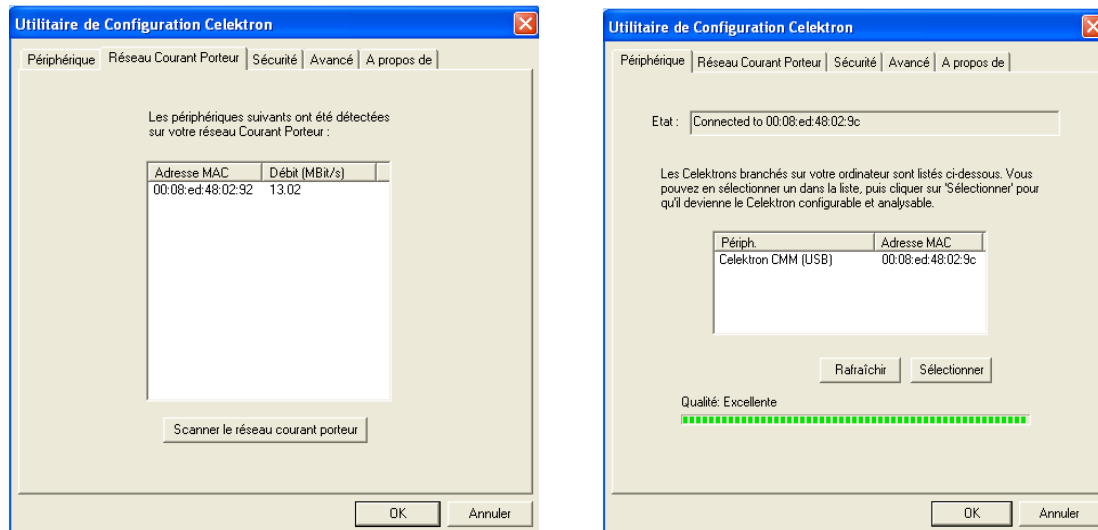 Utilitaire de Configuration Celektron
Périphérique Réseau Courant Porteur Sécurité Avancé A propos de
Les périphériques suivants ont été détectées
sur votre réseau Courant Porteur :
Adresse MAC Débit (MBit/s)
00:08:ed:48:02:92 13.02
Scanner le réseau courant porteur
OK Annuler
Utilitaire de Configuration Celektron
Périphérique Réseau Courant Porteur Sécurité Avancé A propos de
Etat : Connected to 00:08:ed:48:02:9c
Les Celektrons branchés sur votre ordinateur sont listés ci-dessous. Vous
pouvez en sélectionner un dans la liste, puis cliquer sur 'Sélectionner' pour
qu'il devienne le Celektron configurable et analysable.
Périph. Adresse MAC
Celektron CMM (USB) 00:08:ed:48:02:9c
Rafraîchir Sélectionner
Qualité: Excellente
OK Annuler